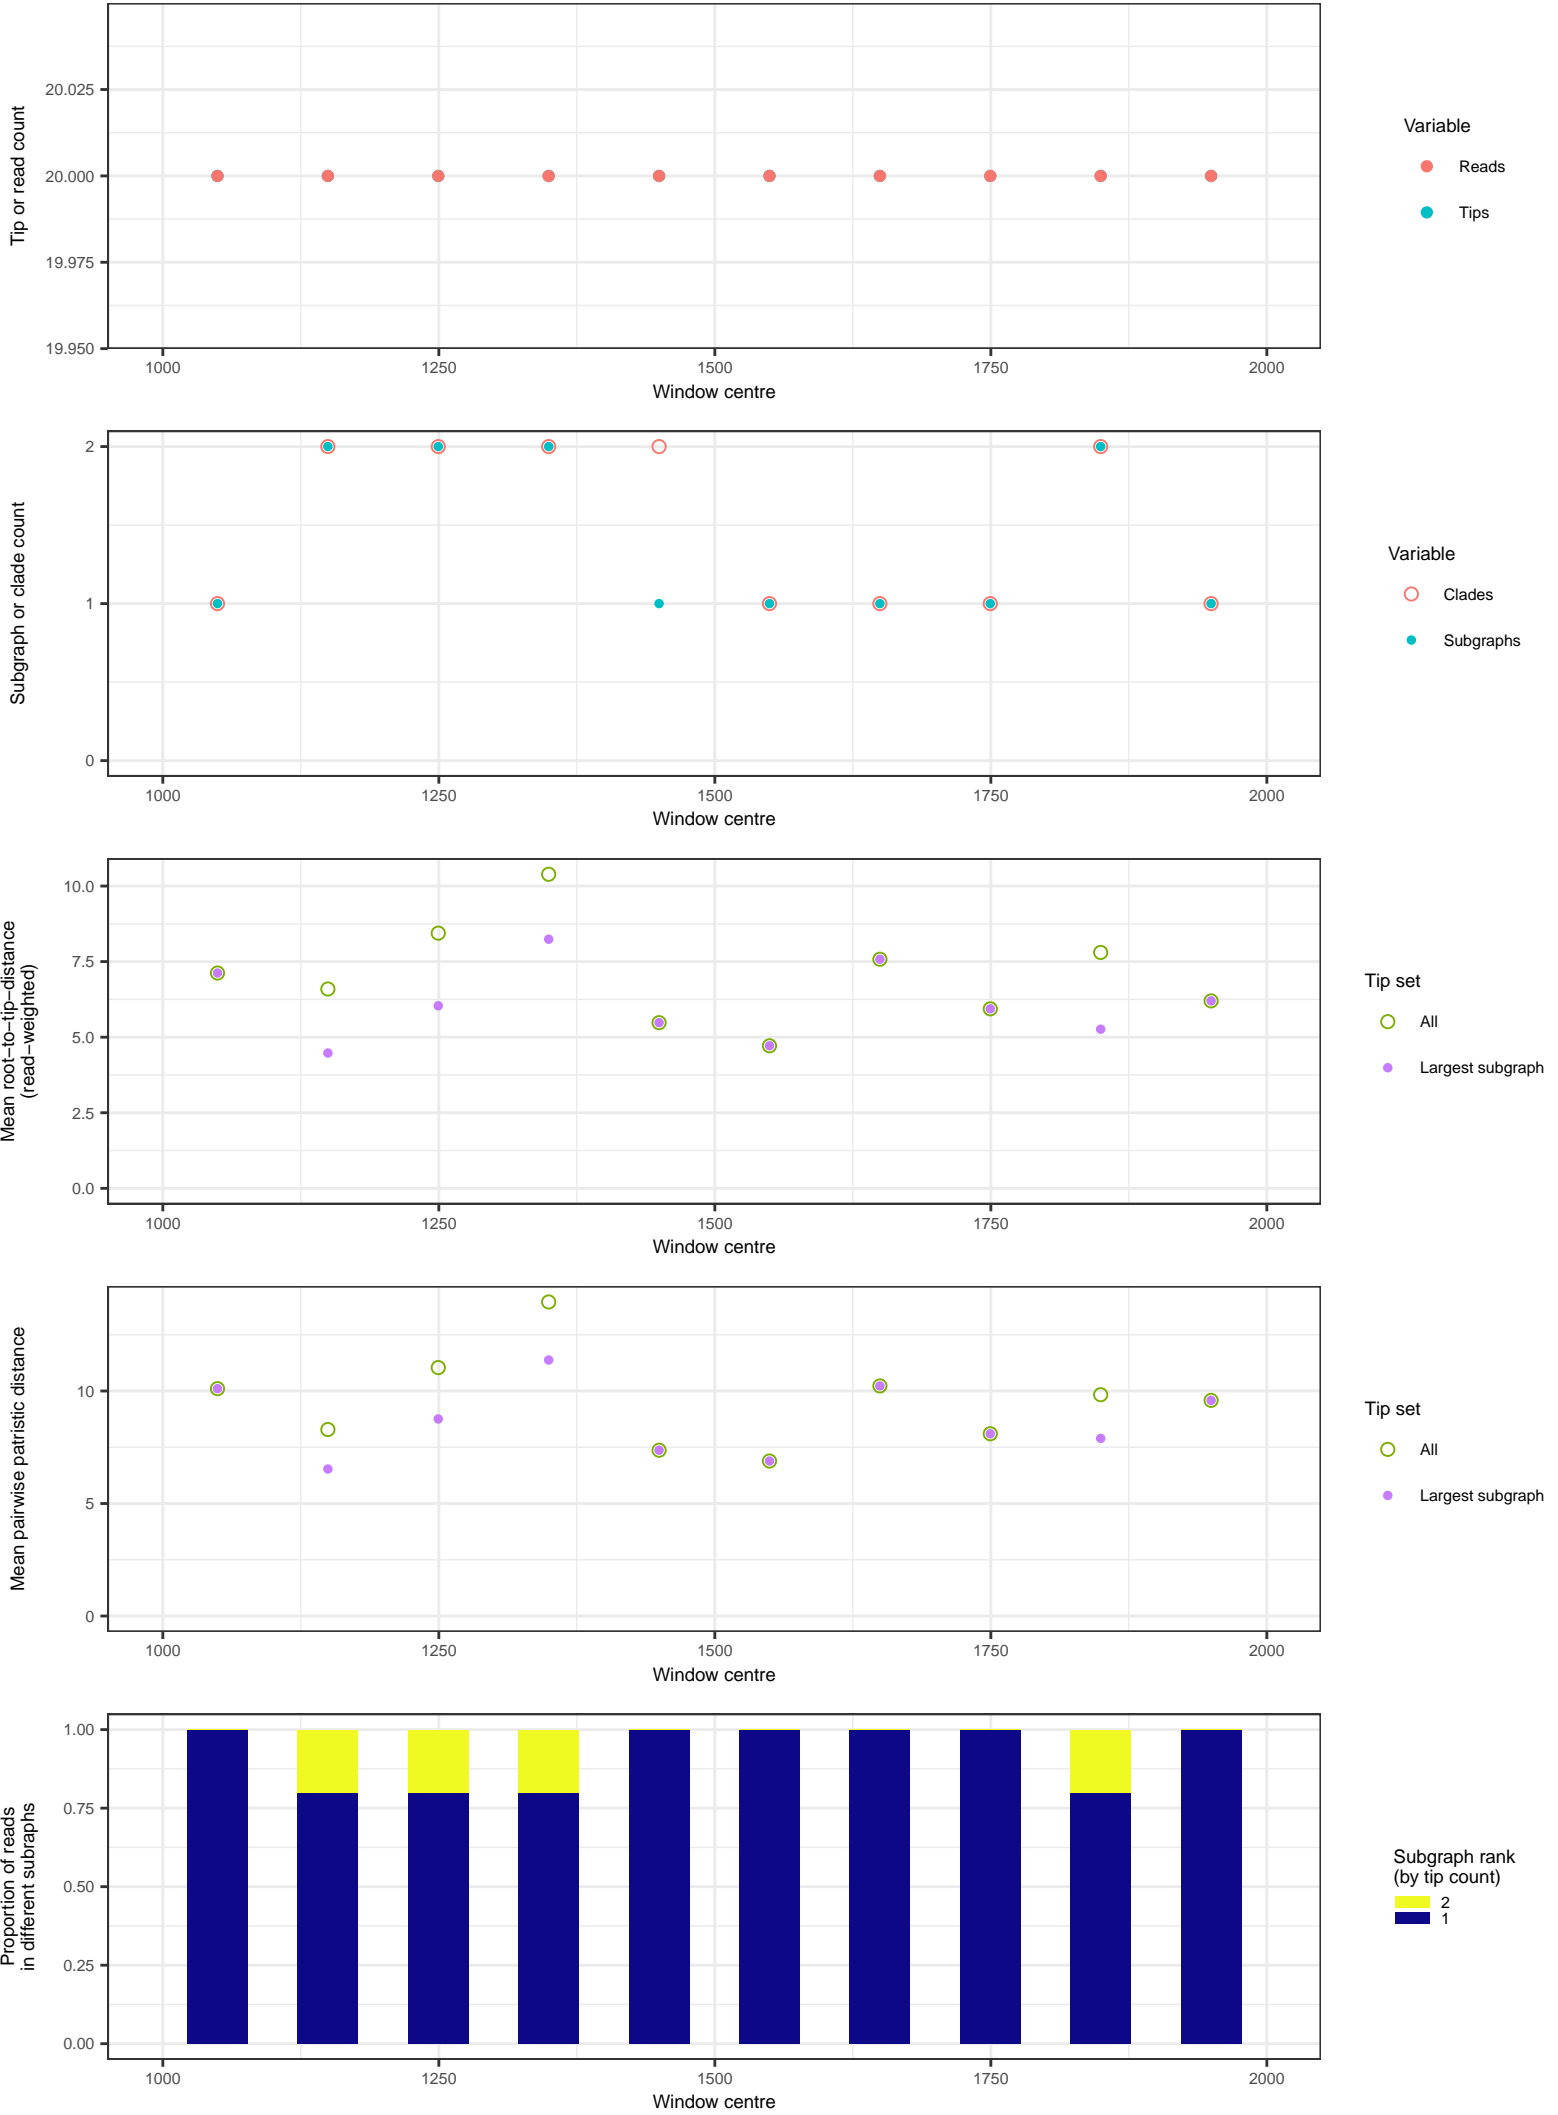 Tip or read count
20.025
20.000
19.975
19.950
1000 1250 1500 1750 2000
Window centre
Variable
Reads
Tips
Subgraph or clade count
2
1
0
1000 1250 1500 1750 2000
Window centre
Variable
Clades
Subgraphs
Mean root−to−tip−distance
(read−weighted)
10.0
7.5
5.0
2.5
0.0
1000 1250 1500 1750 2000
Window centre
Tip set
All
Largest subgraph
Mean pairwise patristic distance
10
5
0
1000 1250 1500 1750 2000
Window centre
Tip set
All
Largest subgraph
Proportion of reads
in different subraphs
1.00
0.75
0.50
0.25
0.00
1000 1250 1500 1750 2000
Window centre
Subgraph rank
(by tip count)
2
1